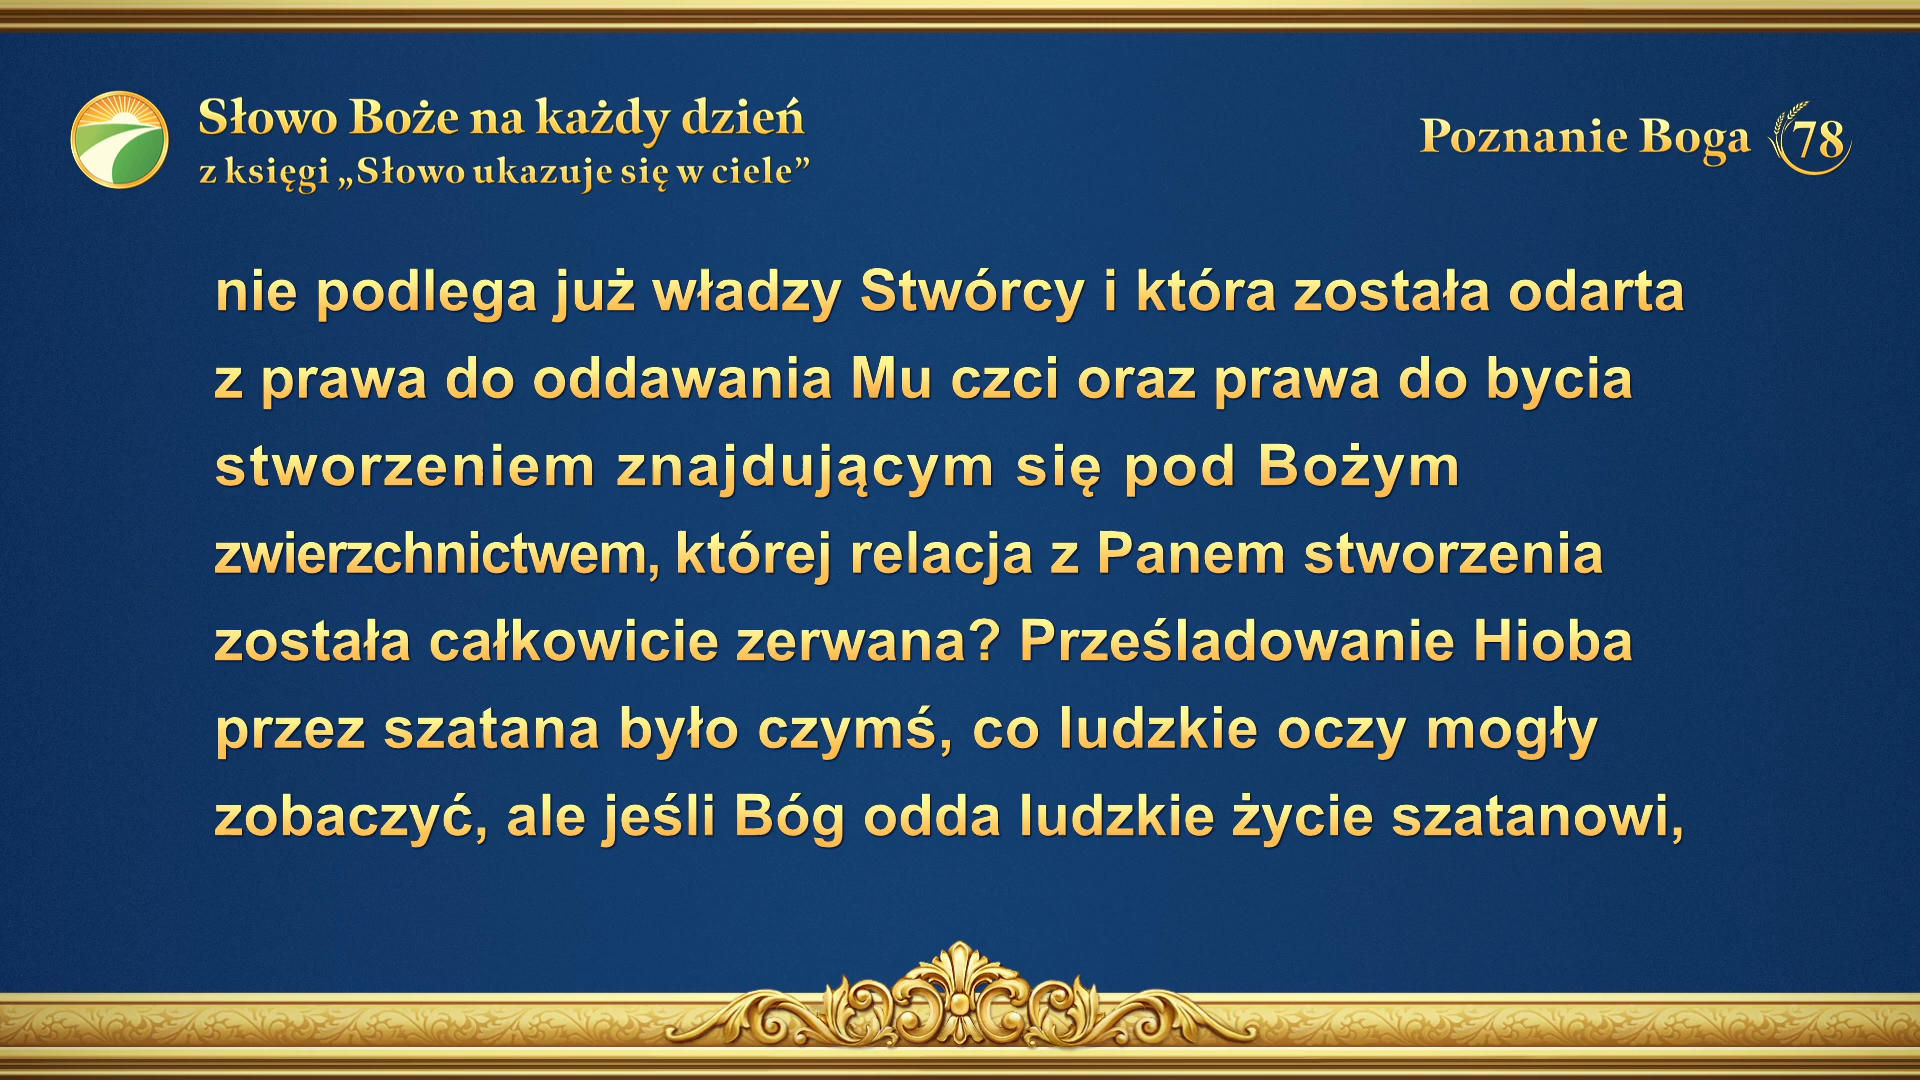 Słowo Boże na każdy dzień
z księgi „Słowo ukazuje się w ciele”
Poznanie Boga 78
nie podlega już władzy Stwórcy i która została odarta
z prawa do oddawania Mu czci oraz prawa do bycia
stworzeniem znajdującym się pod Bożym
zwierzchnictwem, której relacja z Panem stworzenia
została całkowicie zerwana? Prześladowanie Hioba
przez szatana było czymś, co ludzkie oczy mogły
zobaczyć, ale jeśli Bóg odda ludzkie życie szatanowi,